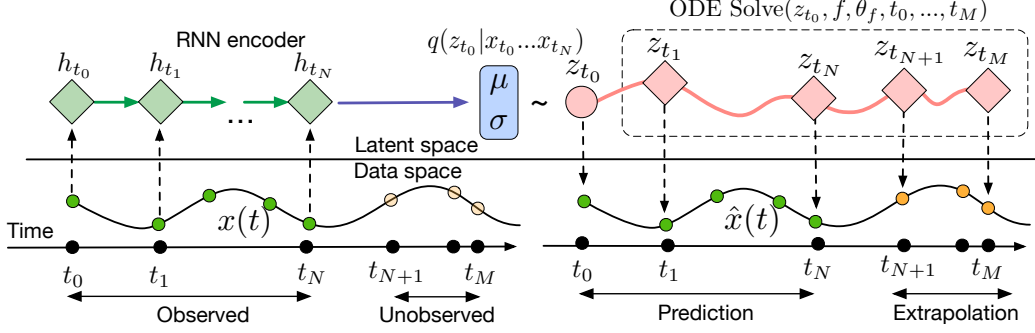 ODE Solve(z_{t_0}, f, θ_f, t_0, ..., t_M)
RNN encoder
q(z_{t_0}|x_{t_0}...x_{t_N})
h_{t_0} h_{t_1} h_{t_N}
z_{t_0} z_{t_1} z_{t_N} z_{t_{N+1}} z_{t_M}
...
μ
σ
~
Latent space
Data space
x(t) x̂(t)
Time
t_0 t_1 t_N t_{N+1} t_M t_0 t_1 t_N t_{N+1} t_M
Observed Unobserved Prediction Extrapolation